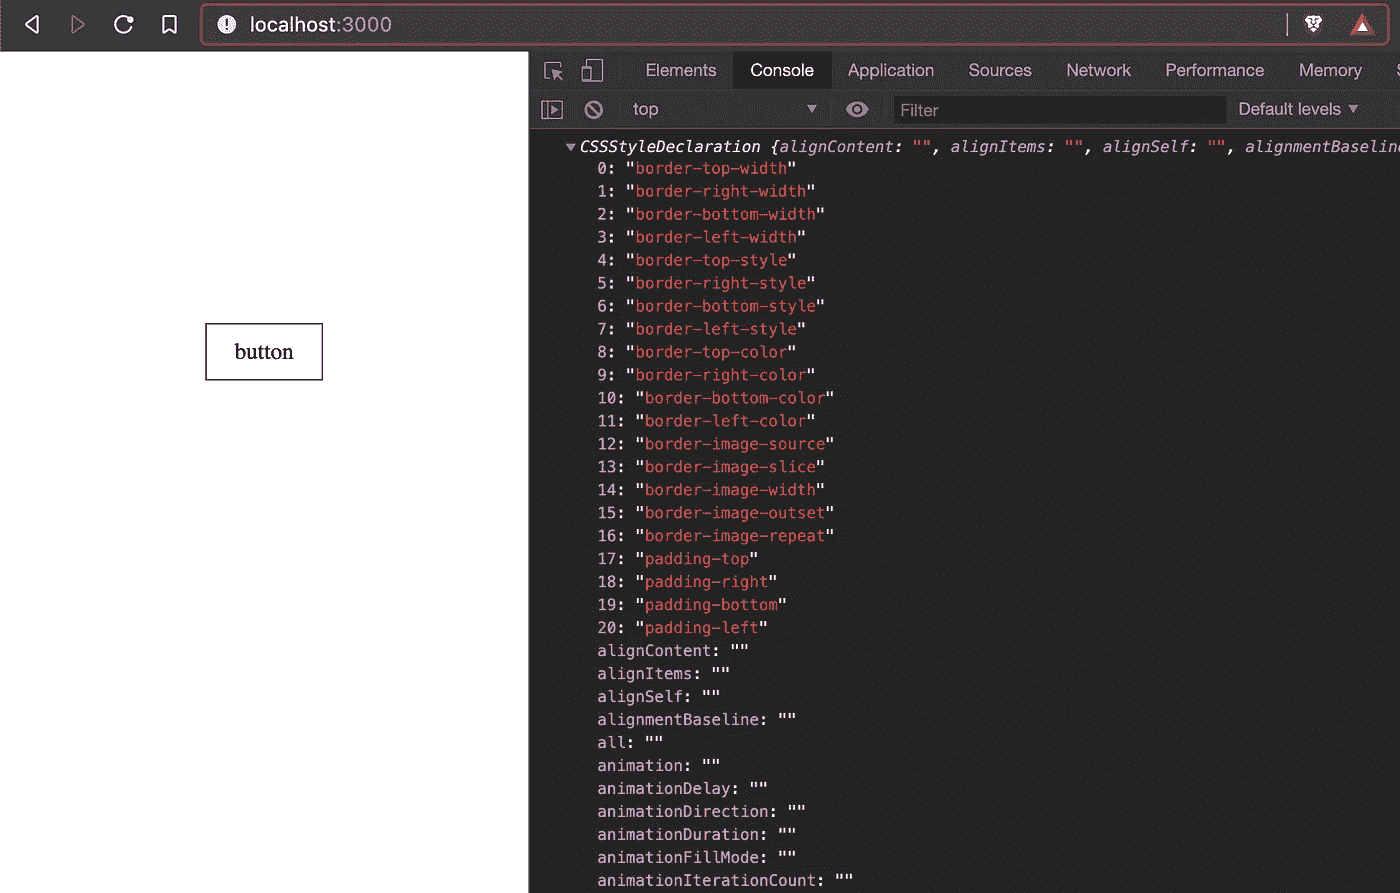 localhost:3000
Elements Console Application Sources Network Performance Memory
top Filter Default levels
CSSStyleDeclaration {alignContent: "", alignItems: "", alignSelf: "", alignmentBaseline
0: "border-top-width"
1: "border-right-width"
2: "border-bottom-width"
3: "border-left-width"
4: "border-top-style"
5: "border-right-style"
6: "border-bottom-style"
7: "border-left-style"
button
8: "border-top-color"
9: "border-right-color"
10: "border-bottom-color"
11: "border-left-color"
12: "border-image-source"
13: "border-image-slice"
14: "border-image-width"
15: "border-image-outset"
16: "border-image-repeat"
17: "padding-top"
18: "padding-right"
19: "padding-bottom"
20: "padding-left"
alignContent: ""
alignItems: ""
alignSelf: ""
alignmentBaseline: ""
all: ""
animation: ""
animationDelay: ""
animationDirection: ""
animationDuration: ""
animationFillMode: ""
animationIterationCount: ""